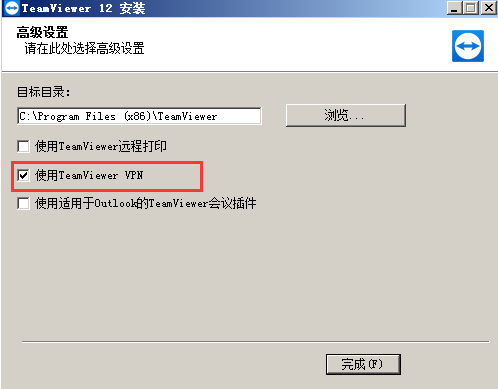 TeamViewer 12 安装
高级设置
请在此处选择高级设置
目标目录:
C:\Program Files (x86)\TeamViewer
浏览...
使用TeamViewer远程打印
使用TeamViewer VPN
使用适用于Outlook的TeamViewer会议插件
完成(F)